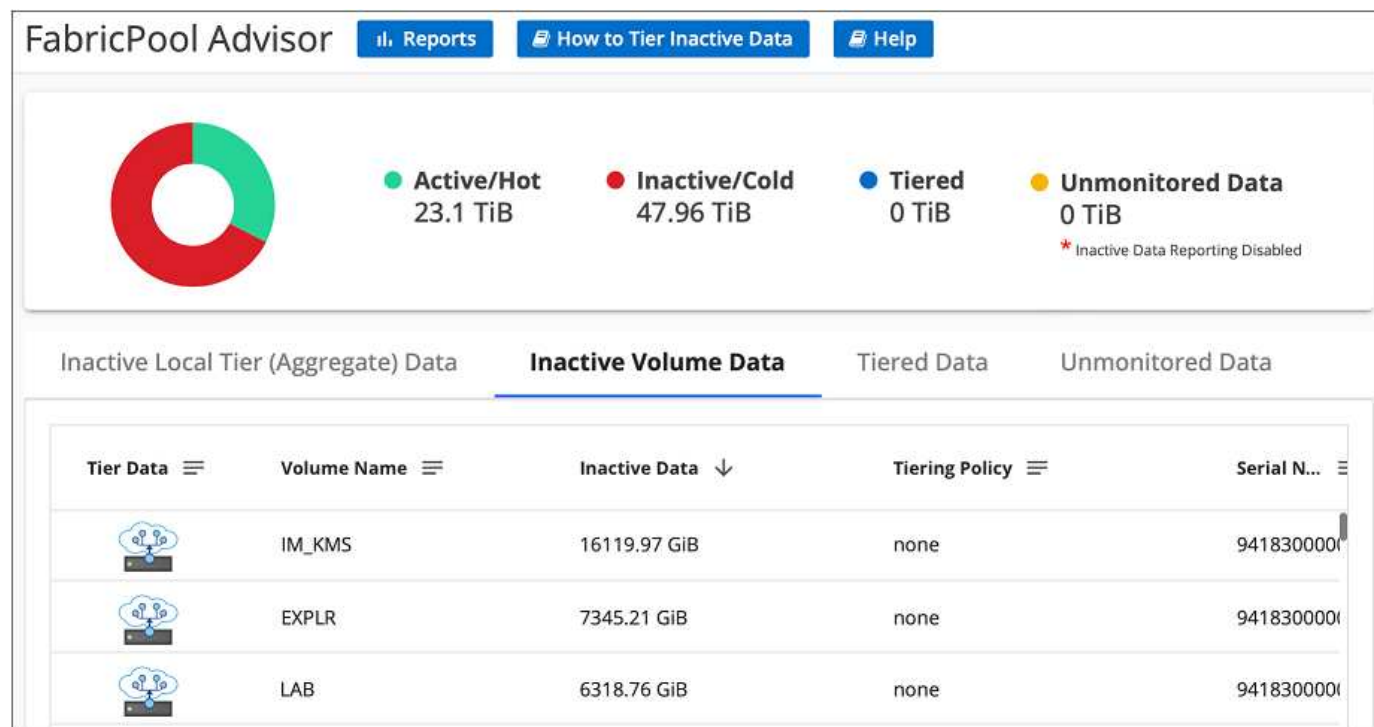 FabricPool Advisor Reports How to Tier Inactive Data Help
Active/Hot Inactive/Cold Tiered Unmonitored Data
23.1 TiB 47.96 TiB 0 TiB 0 TiB
* Inactive Data Reporting Disabled
Inactive Local Tier (Aggregate) Data Inactive Volume Data Tiered Data Unmonitored Data
Tier Data Volume Name Inactive Data Tiering Policy Serial N...
IM_KMS 16119.97 GiB none 9418300000
EXPLR 7345.21 GiB none 9418300000
LAB 6318.76 GiB none 9418300000